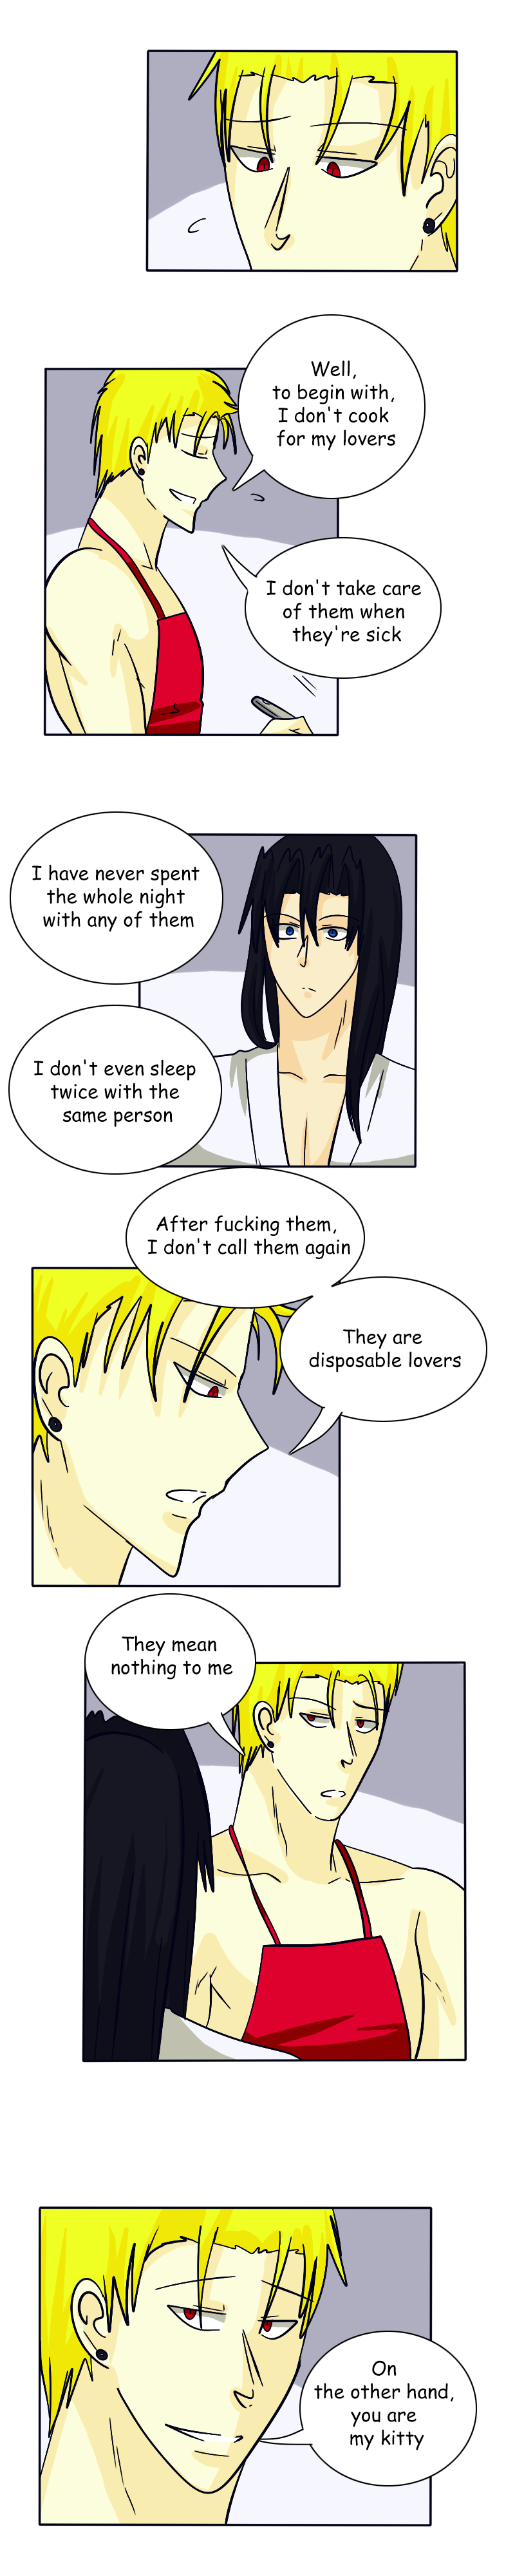 Well,
to begin with,
I don't cook
for my lovers
I don't take care
of them when
they're sick
I have never spent
the whole night
with any of them
I don't even sleep
twice with the
same person
After fucking them,
I don't call them again
They are
disposable lovers
They mean
nothing to me
On
the other hand,
you are
my kitty